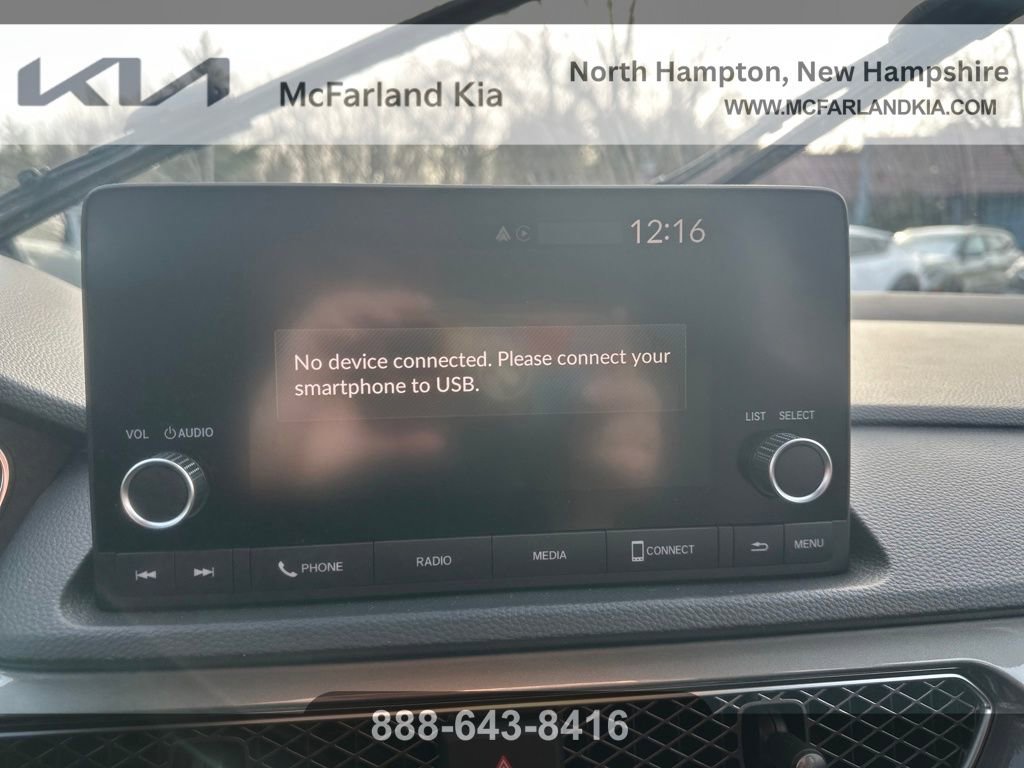 KIA
McFarland Kia
North Hampton, New Hampshire
WWW.MCFARLANDKIA.COM
12:16
No device connected. Please connect your
smartphone to USB.
VOL AUDIO
LIST SELECT
PHONE RADIO MEDIA CONNECT MENU
888-643-8416